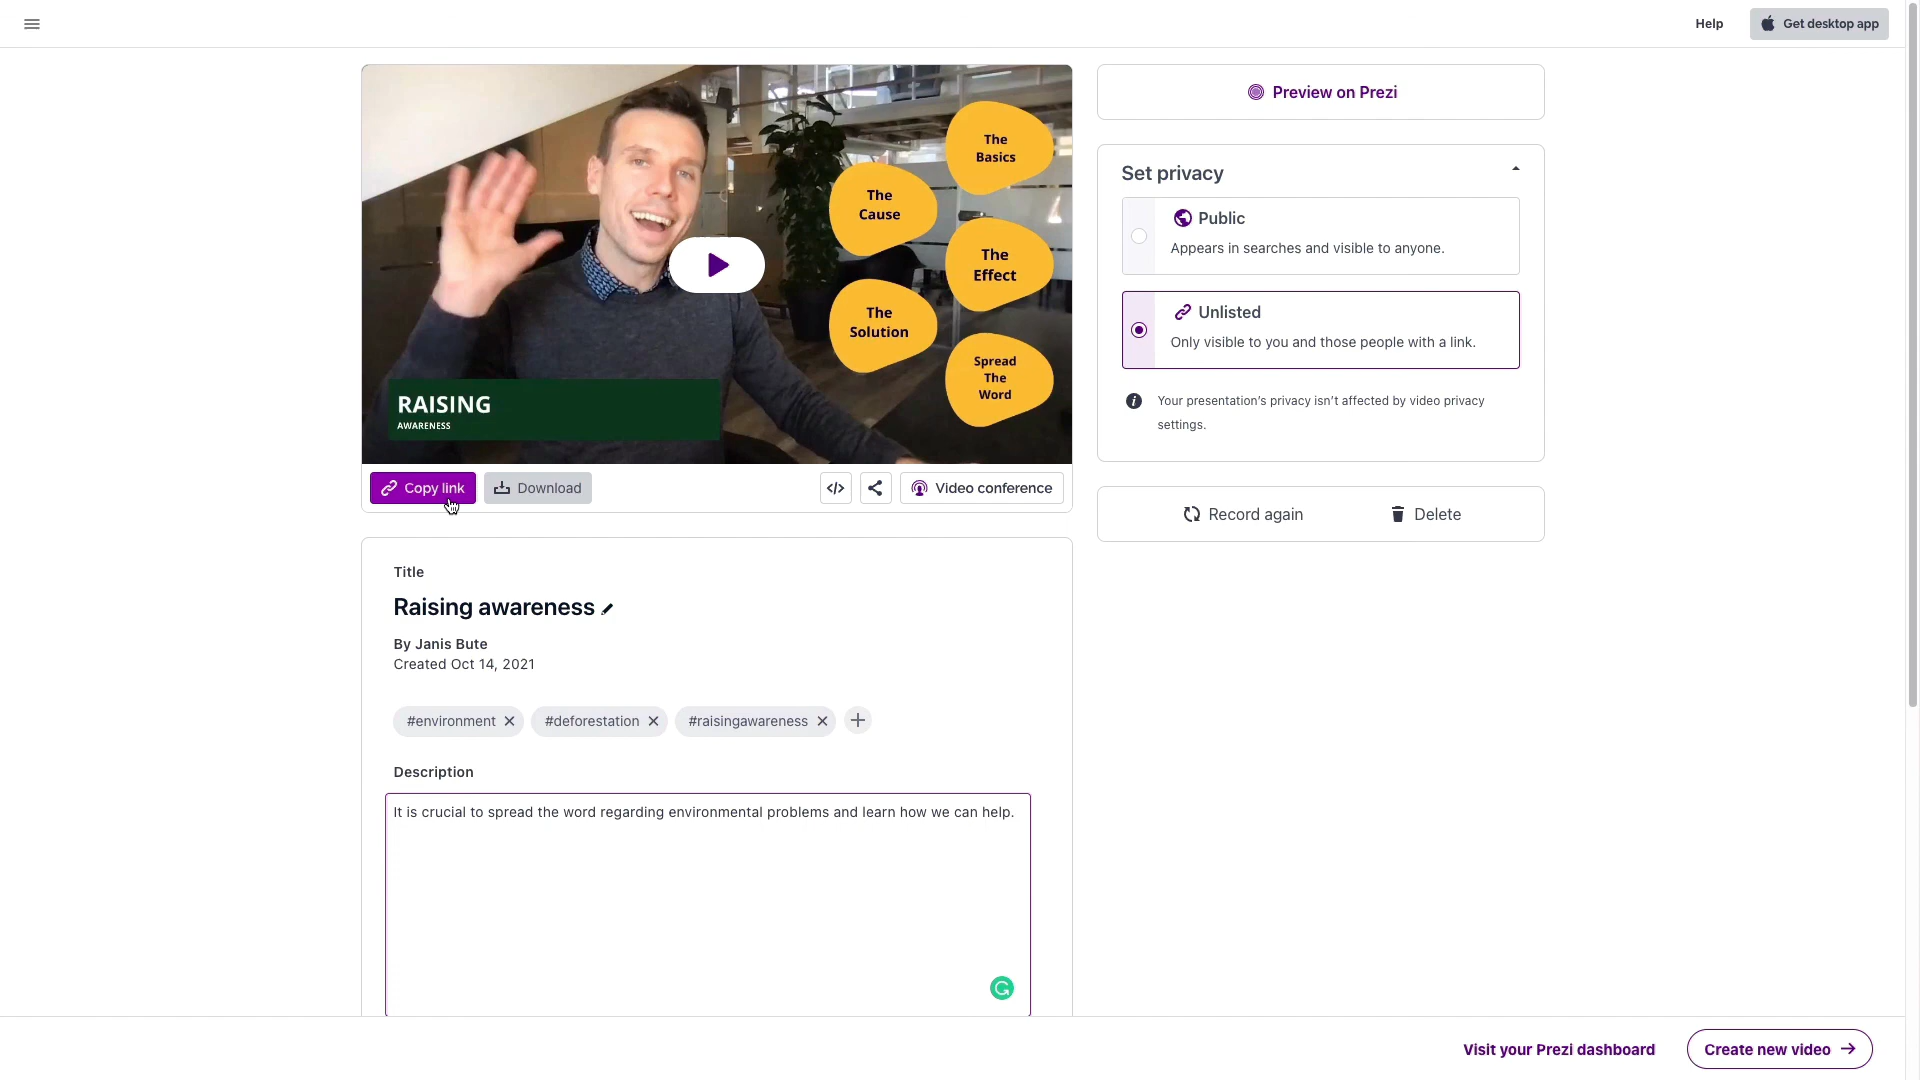 Help
Get desktop app
The
Basics
The
Cause
The
Effect
The
Solution
Spread
The
Word
RAISING
AWARENESS
Copy link
Download
</>
Video conference
Preview on Prezi
Set privacy
Public
Appears in searches and visible to anyone.
Unlisted
Only visible to you and those people with a link.
Your presentation's privacy isn't affected by video privacy
settings.
Record again
Delete
Title
Raising awareness
By Janis Bute
Created Oct 14, 2021
#environment
#deforestation
#raisingawareness
Description
It is crucial to spread the word regarding environmental problems and learn how we can help.
Visit your Prezi dashboard
Create new video